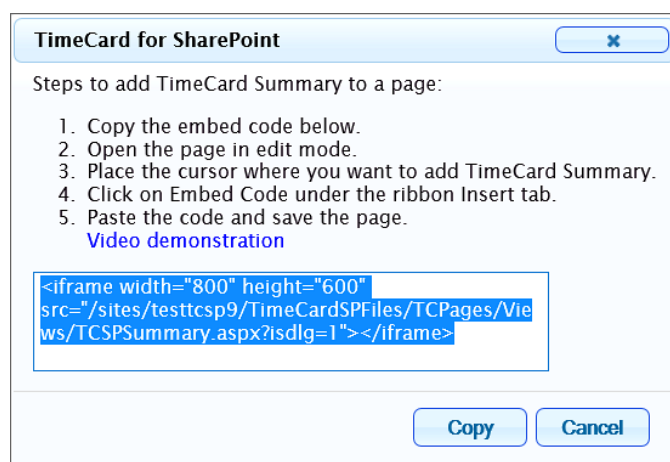 TimeCard for SharePoint
Steps to add TimeCard Summary to a page:
1. Copy the embed code below.
2. Open the page in edit mode.
3. Place the cursor where you want to add TimeCard Summary.
4. Click on Embed Code under the ribbon Insert tab.
5. Paste the code and save the page.
Video demonstration
<iframe width="800" height="600"
src="/sites/testtcsp9/TimeCardSPFiles/TCPages/Vie
ws/TCSPSummary.aspx?isdlg=1"></iframe>
Copy Cancel